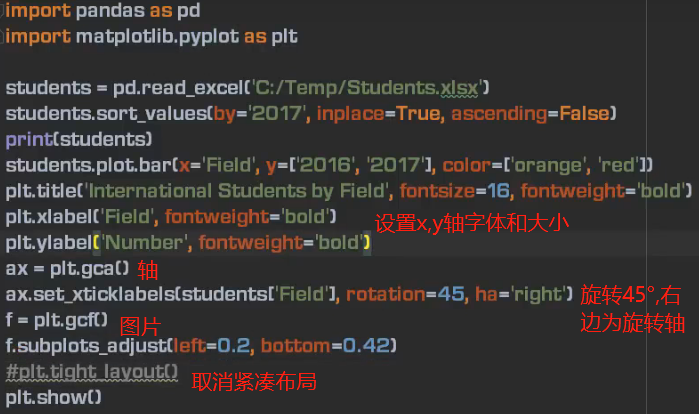 import pandas as pd
import matplotlib.pyplot as plt
students = pd.read_excel('C:/Temp/Students.xlsx')
students.sort_values(by='2017', inplace=True, ascending=False)
print(students)
students.plot.bar(x='Field', y=['2016', '2017'], color=['orange', 'red'])
plt.title('International Students by Field', fontsize=16, fontweight='bold')
plt.xlabel('Field', fontweight='bold')
设置x,y轴字体和大小
plt.ylabel('Number', fontweight='bold')
ax = plt.gca() 轴
ax.set_xticklabels(students['Field'], rotation=45, ha='right') 旋转45°,右
边为旋转轴
f = plt.gcf() 图片
f.subplots_adjust(left=0.2, bottom=0.42)
#plt.tight_layout() 取消紧凑布局
plt.show()